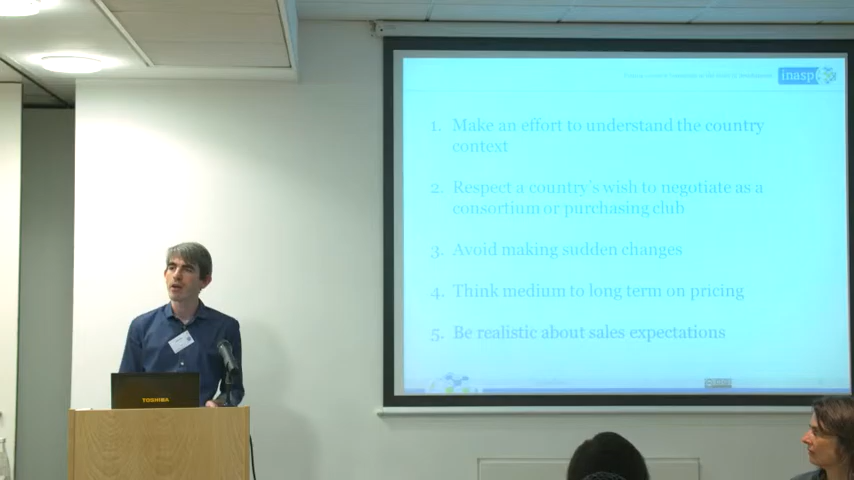 inasp
1. Make an effort to understand the country
context
2. Respect a country's wish to negotiate as a
consortium or purchasing club
3. Avoid making sudden changes
4. Think medium to long term on pricing
5. Be realistic about sales expectations
TOSHIBA